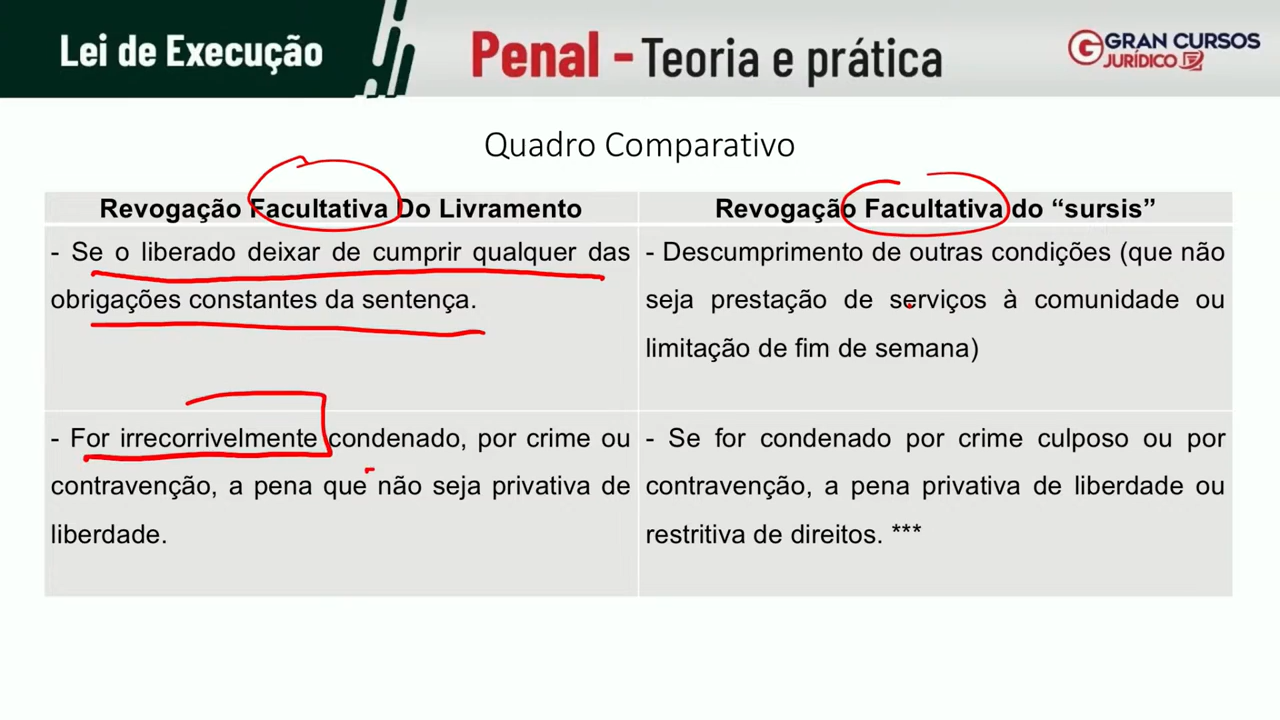 Lei de Execução Penal - Teoria e prática
GRAN CURSOS
JURÍDICO
Quadro Comparativo
Revogação Facultativa Do Livramento
- Se o liberado deixar de cumprir qualquer das
obrigações constantes da sentença.
- For irrecorrivelmente condenado, por crime ou
contravenção, a pena que não seja privativa de
liberdade.
Revogação Facultativa do “sursis”
- Descumprimento de outras condições (que não
seja prestação de serviços à comunidade ou
limitação de fim de semana)
- Se for condenado por crime culposo ou por
contravenção, a pena privativa de liberdade ou
restritiva de direitos. ***